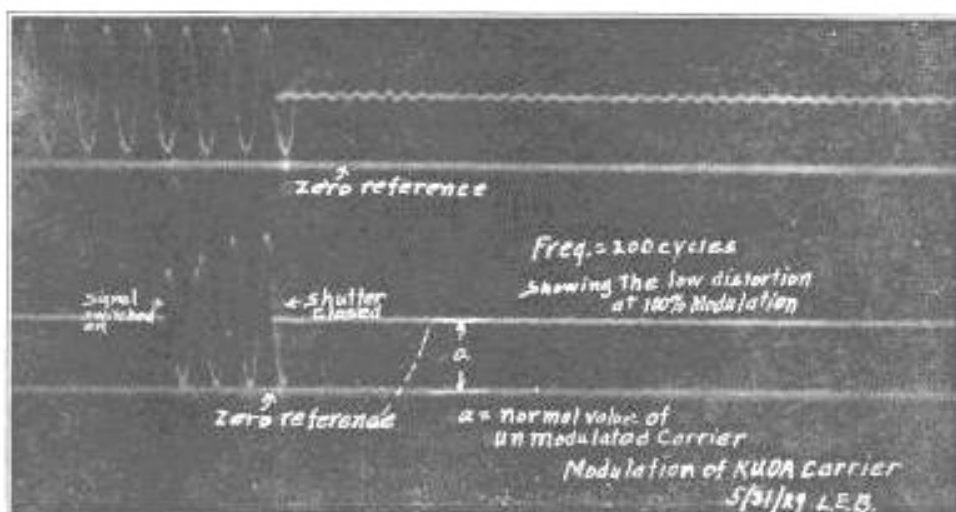 zero reference
Freq. = 200 cycles
Showing The low distortion
at 100% Modulation
signal
switched
on
shutter
closed
a
zero reference
a = normal value of
unmodulated Carrier
Modulation of KUOA Carrier
5/31/29 L.E.B.